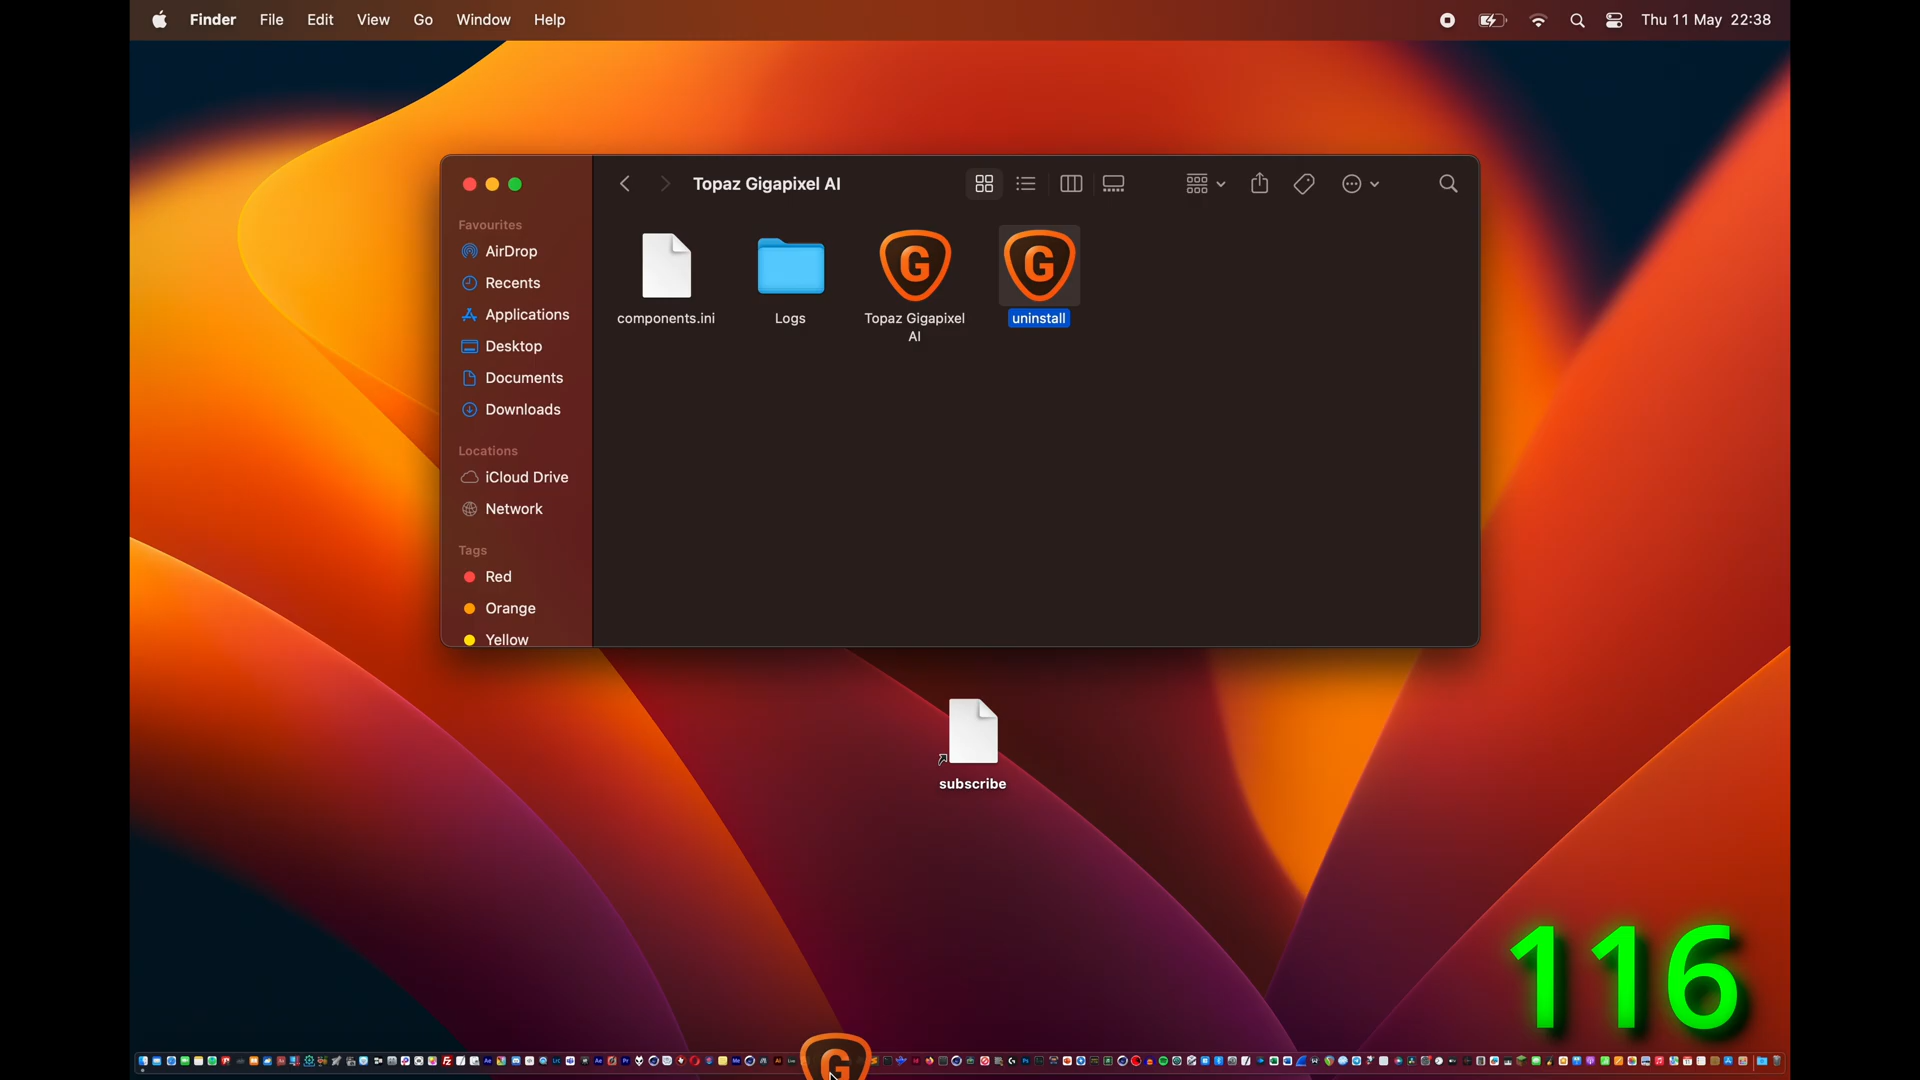 Finder File Edit View Go Window Help Thu 11 May 22:38
Topaz Gigapixel AI
Favourites
AirDrop
Recents
Applications
Desktop
Documents
Downloads
Locations
iCloud Drive
Network
Tags
Red
Orange
Yellow
components.ini
Logs
G
Topaz Gigapixel
AI
G
uninstall
subscribe
116
G